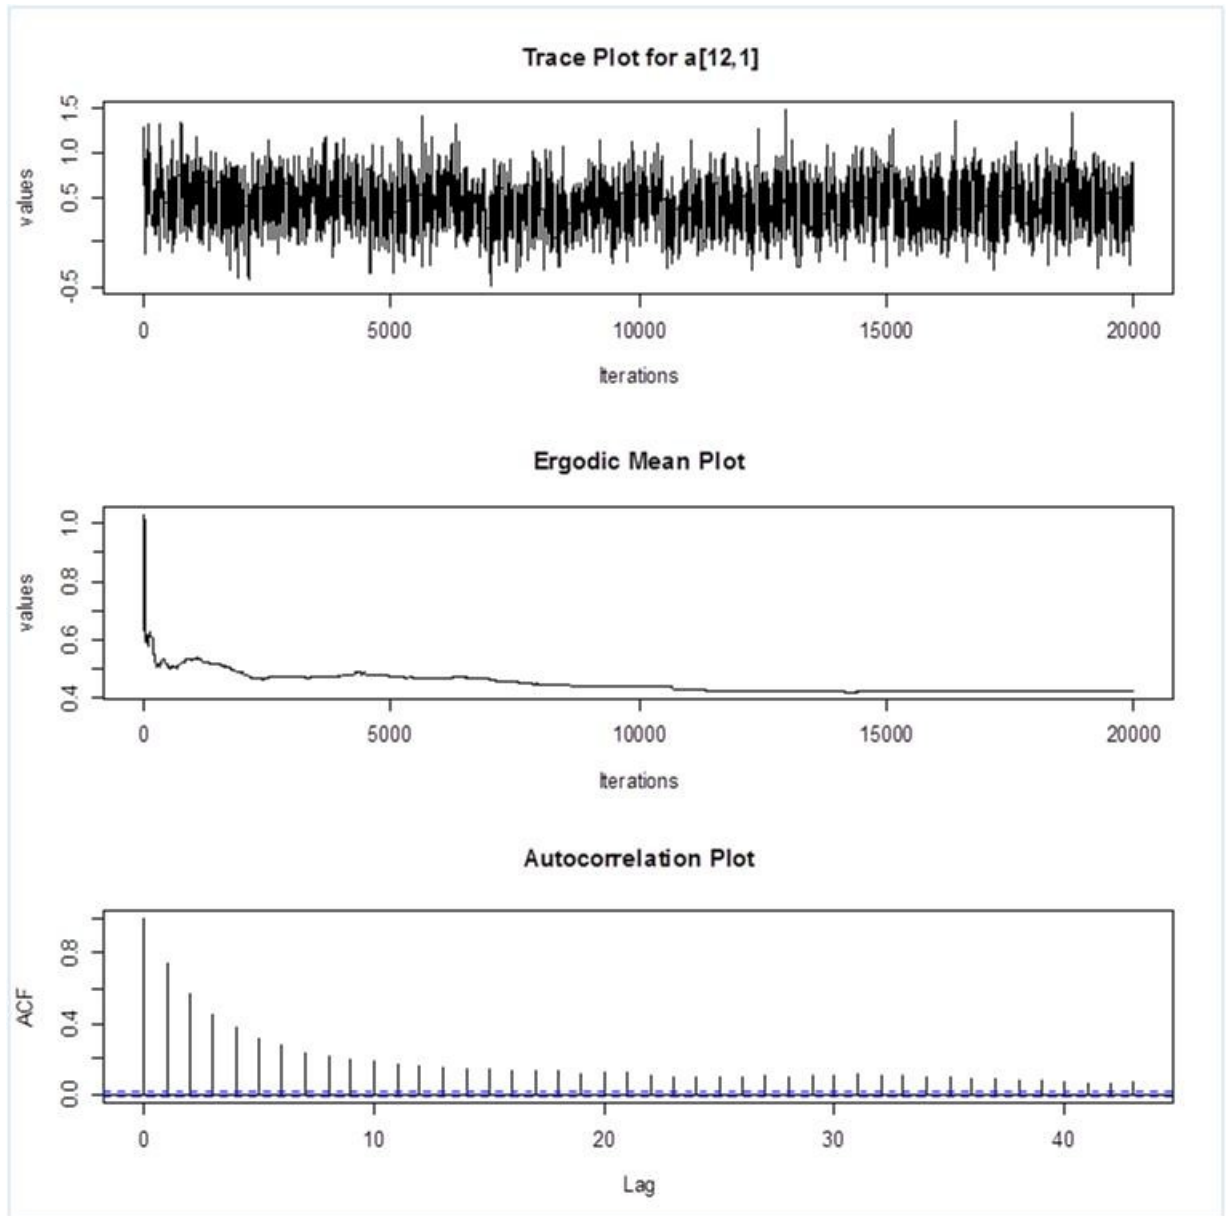 Trace Plot for a[12,1]
values
1.5
1.0
0.5
-0.5
0
5000
10000
15000
20000
Iterations
Ergodic Mean Plot
values
1.0
0.8
0.6
0.4
0
5000
10000
15000
20000
Iterations
Autocorrelation Plot
ACF
0.8
0.4
0.0
0
10
20
30
40
Lag